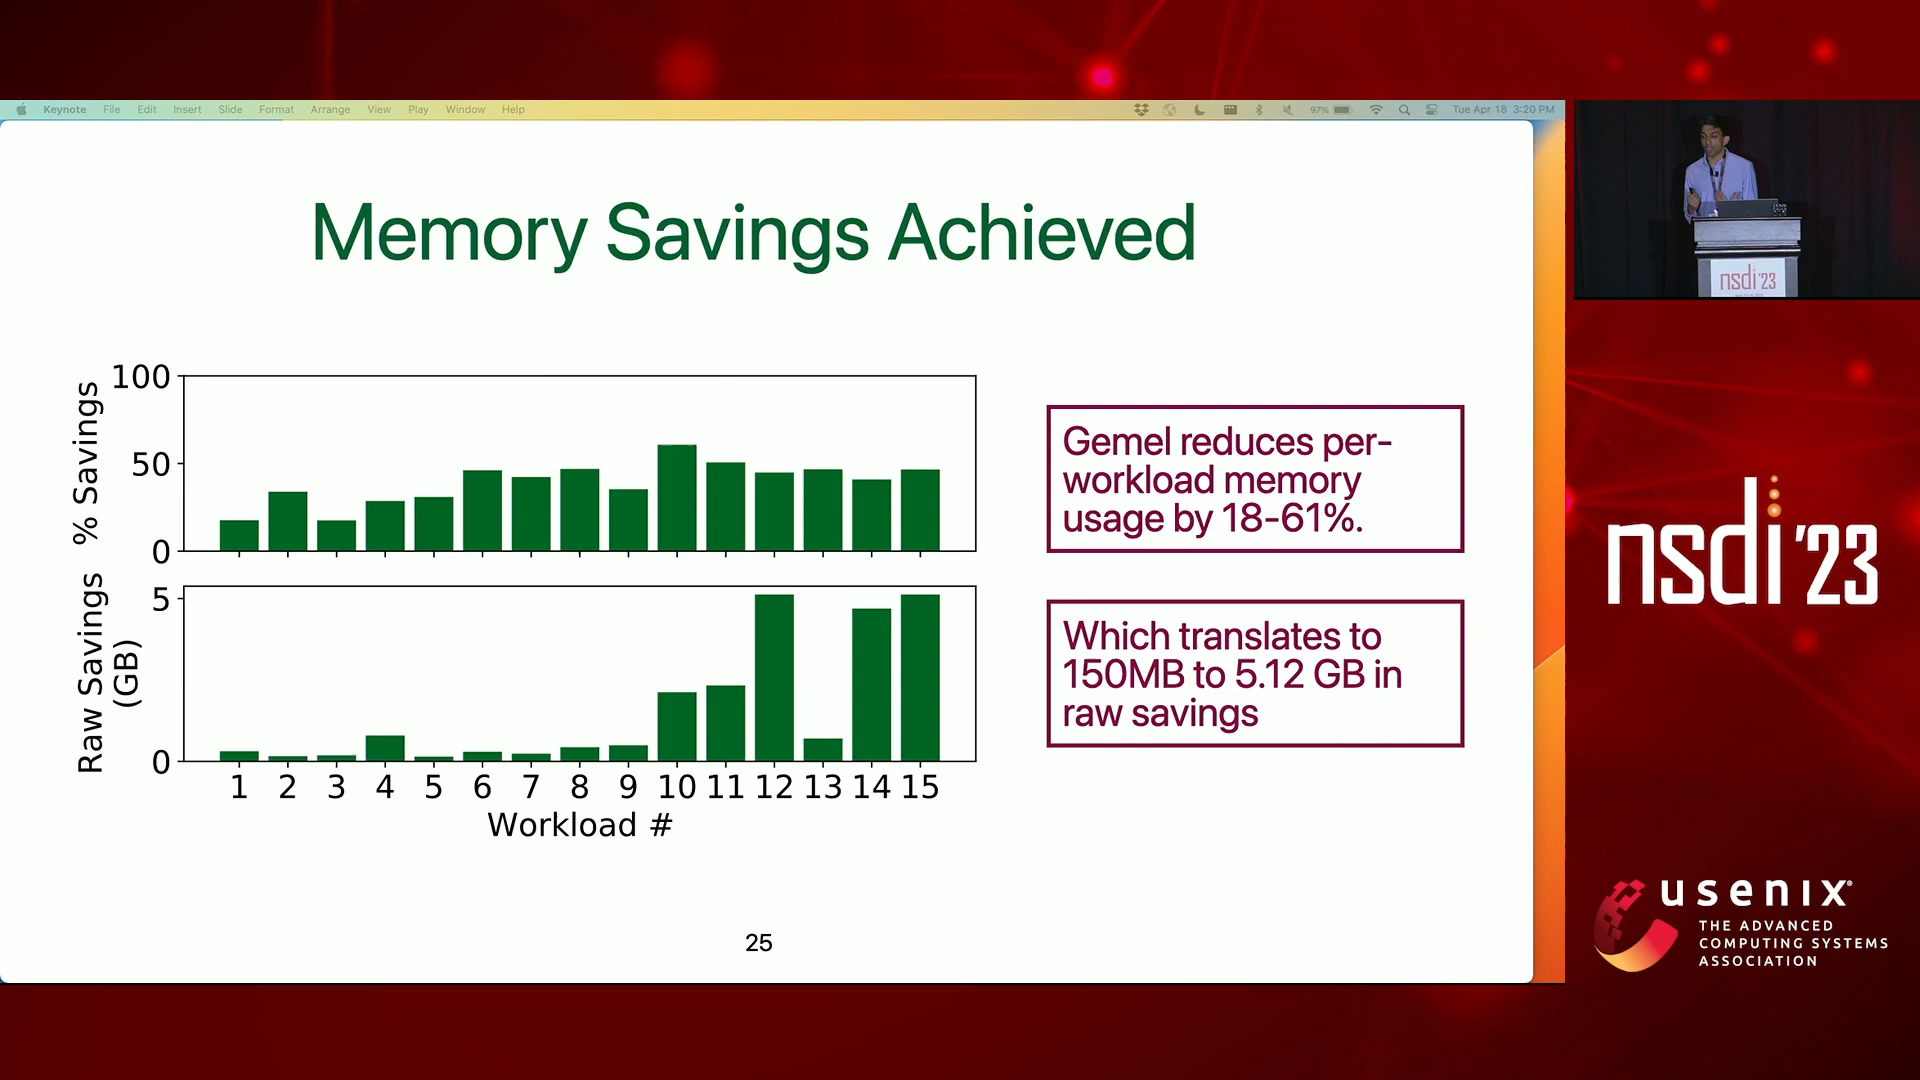 Keynote File Edit Insert Slide Format Arrange View Play Window Help 97% Tue Apr 18 3:20 PM
Memory Savings Achieved
% Savings
100
50
0
Raw Savings
(GB)
5
0
1 2 3 4 5 6 7 8 9 10 11 12 13 14 15
Workload #
Gemel reduces per-
workload memory
usage by 18-61%.
Which translates to
150MB to 5.12 GB in
raw savings
25
nsdi'23
nsdi'23
usenix
THE ADVANCED
COMPUTING SYSTEMS
ASSOCIATION